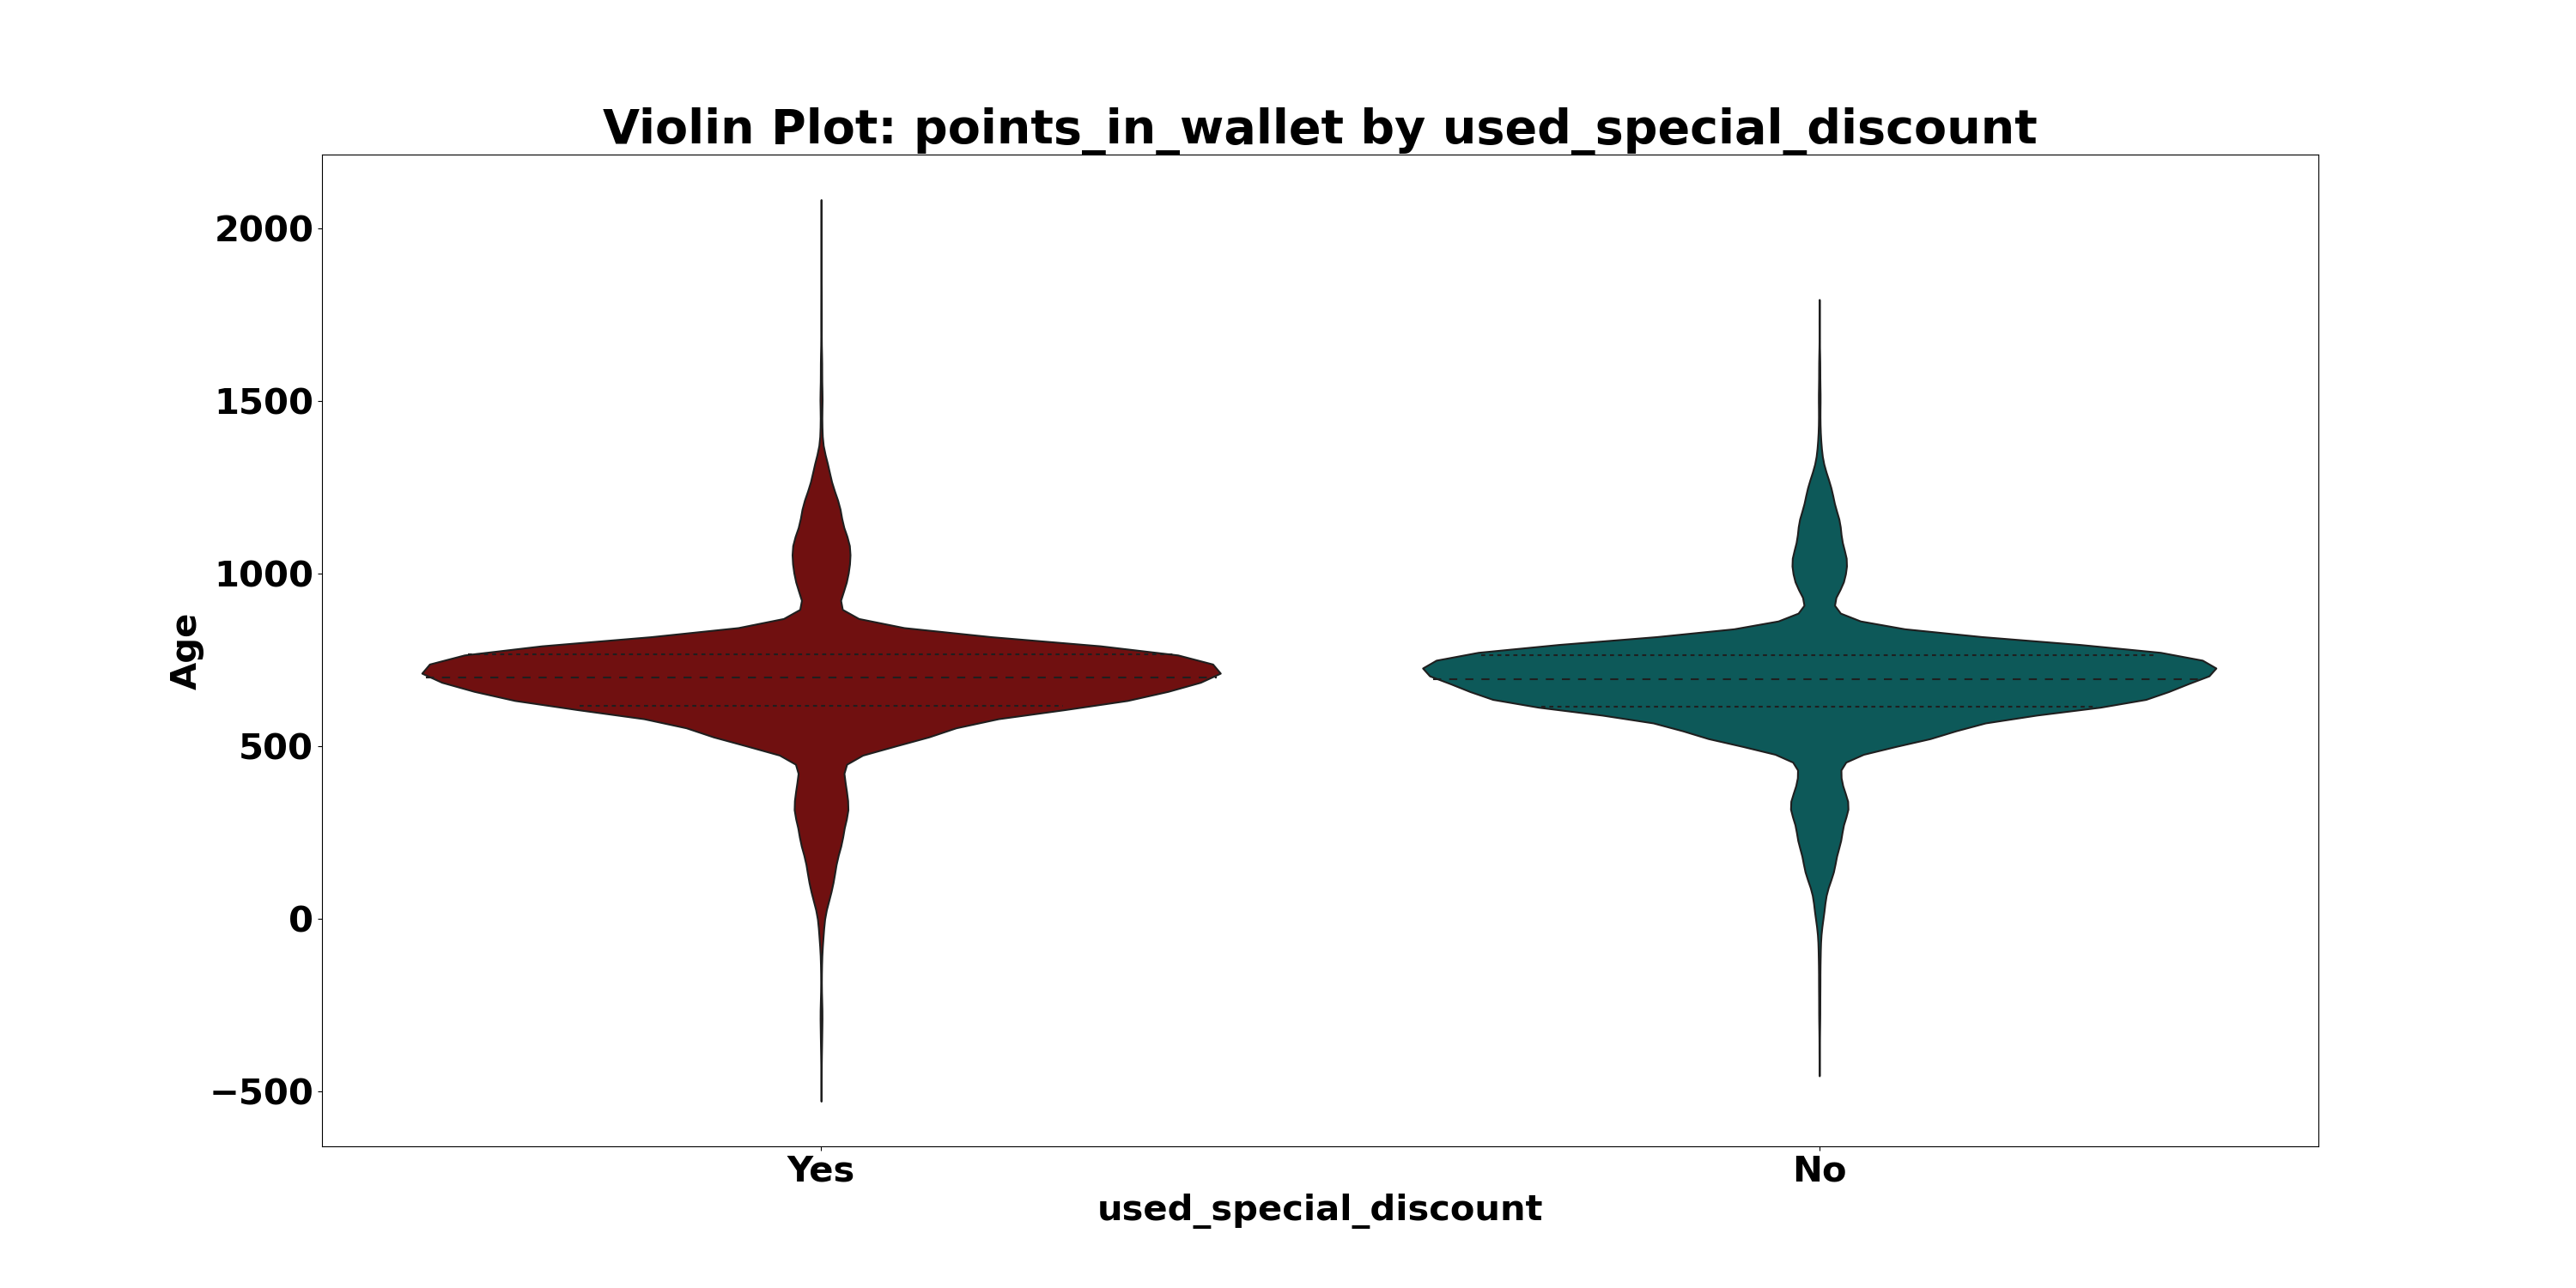 Violin Plot: points_in_wallet by used_special_discount
2000
1500
1000
500
0
−500
Age
Yes
No
used_special_discount